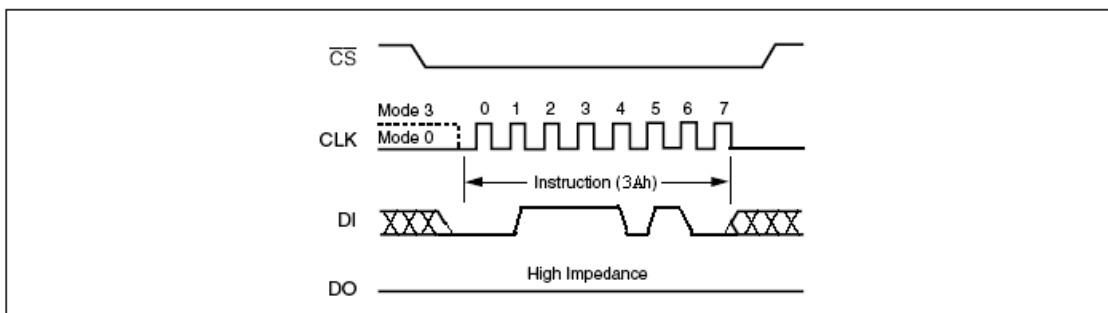 CS
Mode 3 0 1 2 3 4 5 6 7
CLK Mode 0
Instruction (3Ah)
DI
High Impedance
DO